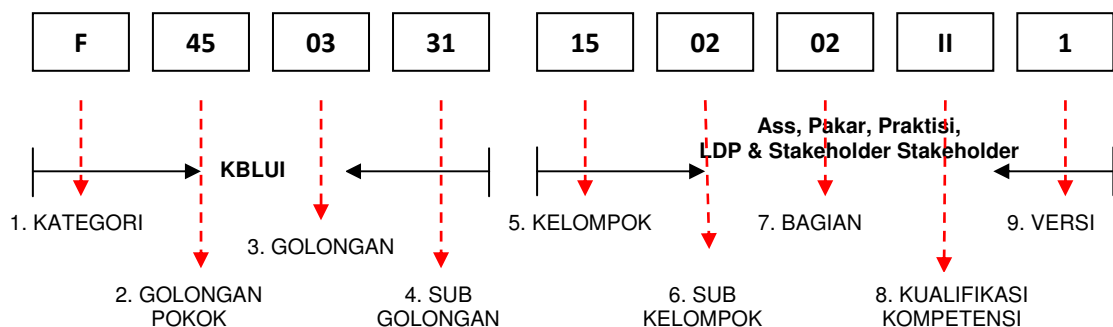 F 45 03 31 15 02 02 II 1
Ass, Pakar, Praktisi,
LDP & Stakeholder Stakeholder
KBLUI
1. KATEGORI
5. KELOMPOK
7. BAGIAN
9. VERSI
3. GOLONGAN
2. GOLONGAN
POKOK
4. SUB
GOLONGAN
6. SUB
KELOMPOK
8. KUALIFIKASI
KOMPETENSI